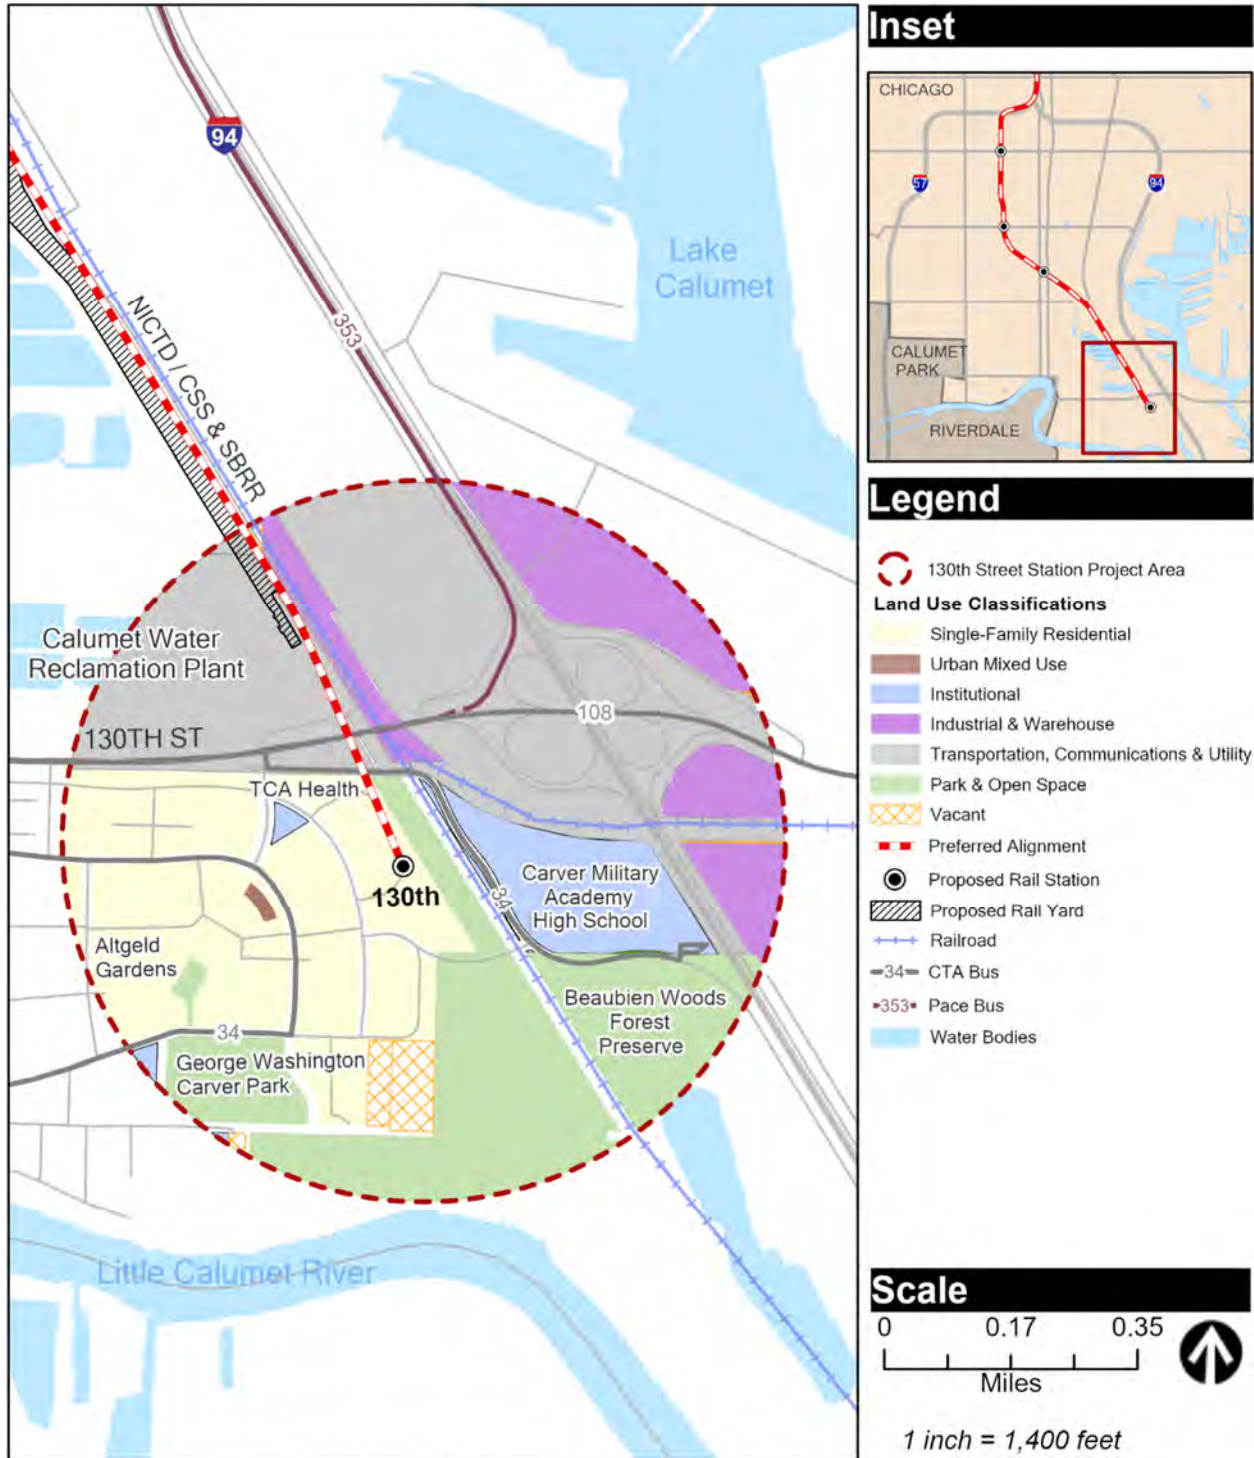 94
353
Lake
Calumet
NICTD / CSS & SBRR
Calumet Water
Reclamation Plant
130TH ST
108
TCA Health
130th
34
Carver Military
Academy
High School
Altgeld
Gardens
34
Beaubien Woods
Forest
Preserve
George Washington
Carver Park
Little Calumet River
Inset
CHICAGO
57
94
CALUMET
PARK
RIVERDALE
Legend
130th Street Station Project Area
Land Use Classifications
Single-Family Residential
Urban Mixed Use
Institutional
Industrial & Warehouse
Transportation, Communications & Utility
Park & Open Space
Vacant
Preferred Alignment
Proposed Rail Station
Proposed Rail Yard
Railroad
34 CTA Bus
353 Pace Bus
Water Bodies
Scale
0 0.17 0.35
Miles
1 inch = 1,400 feet